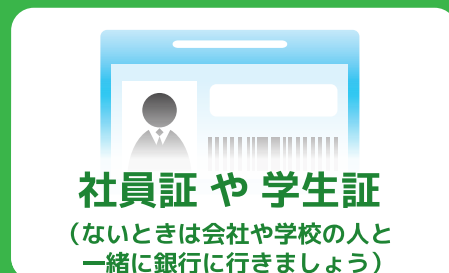 社員証 や 学生証
（ないときは会社や学校の人と
一緒に銀行に行きましょう）